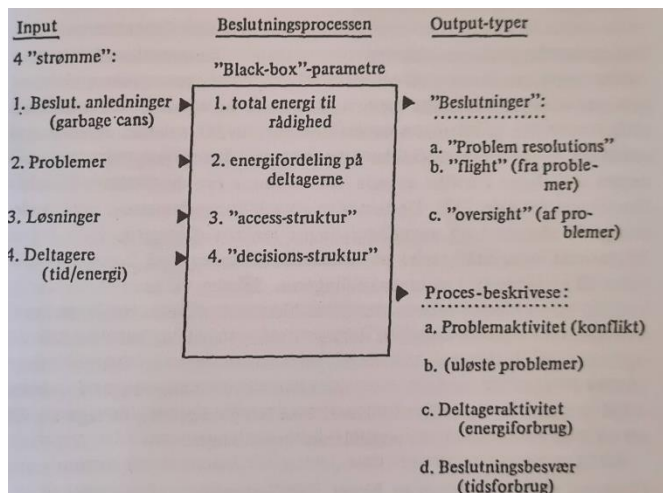 Input
4 "strømme":
1. Beslut. anledninger
(garbage cans)
2. Problemer
3. Løsninger
4. Deltagere
(tid/energi)
Beslutningsprocessen
"Black-box"-parametre
1. total energi til
rådighed
2. energifordeling på
deltagerne
3. "access-struktur"
4. "decisions-struktur"
Output-typer
"Beslutninger":
a. "Problem resolutions"
b. "flight" (fra proble-
mer)
c. "oversight" (af pro-
blemer)
Proces-beskrivese:
a. Problemaktivitet (konflikt)
b. (uløste problemer)
c. Deltageraktivitet
(energiforbrug)
d. Beslutningsbesvær
(tidsforbrug)